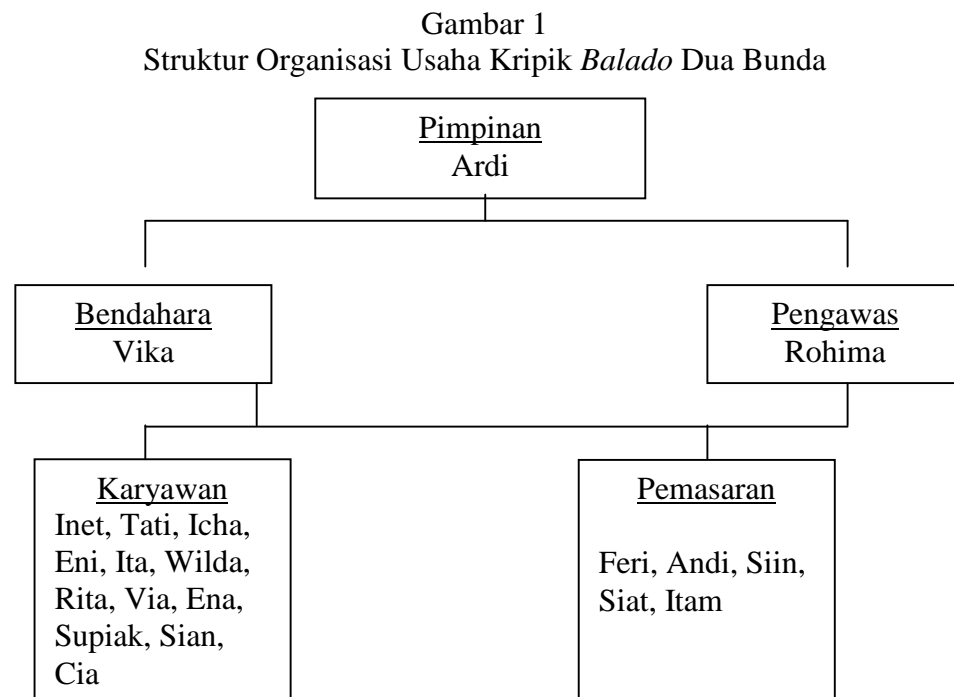 Gambar 1
Struktur Organisasi Usaha Kripik Balado Dua Bunda
Pimpinan
Ardi
Bendahara
Vika
Pengawas
Rohima
Karyawan
Inet, Tati, Icha,
Eni, Ita, Wilda,
Rita, Via, Ena,
Supiak, Sian,
Cia
Pemasaran
Feri, Andi, Siin,
Siat, Itam